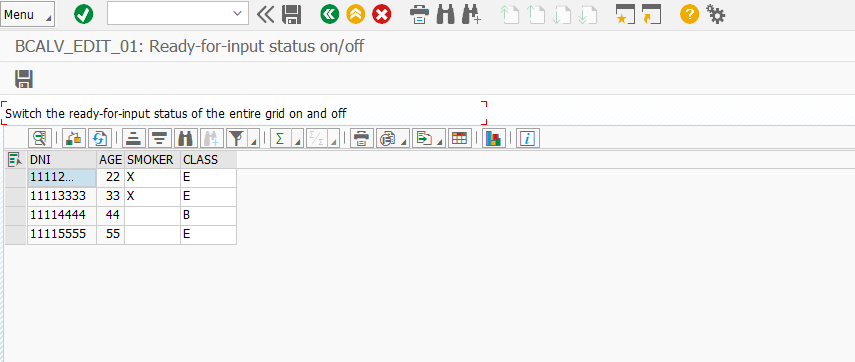 Menu
BCALV_EDIT_01: Ready-for-input status on/off
Switch the ready-for-input status of the entire grid on and off
DNI AGE SMOKER CLASS
11112... 22 X E
11113333 33 X E
11114444 44 B
11115555 55 E